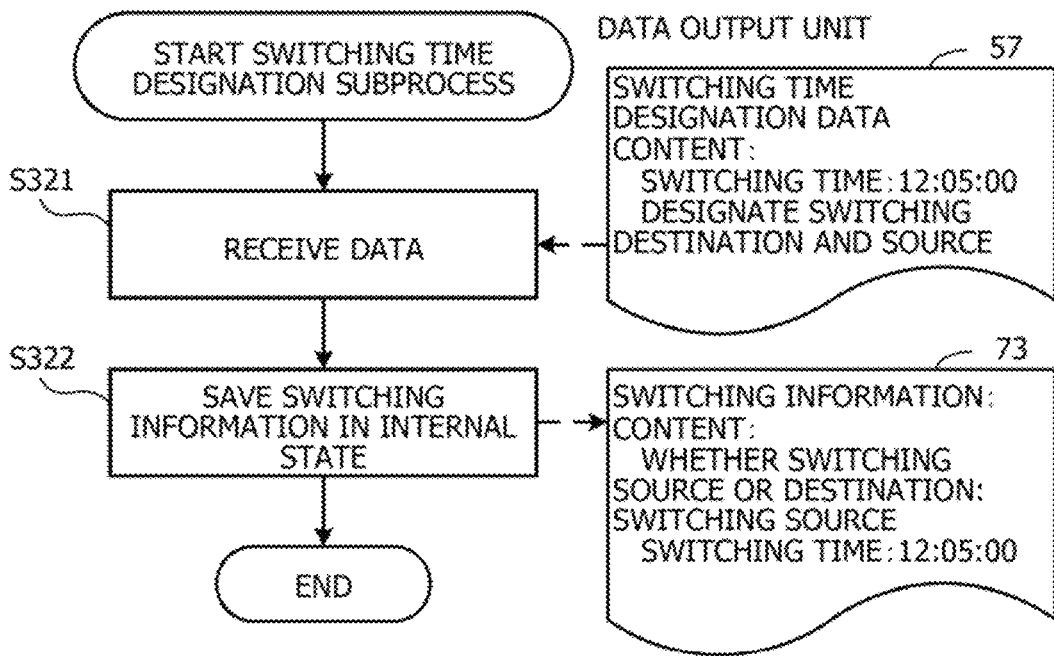 START SWITCHING TIME
DESIGNATION SUBPROCESS
DATA OUTPUT UNIT
57
SWITCHING TIME
DESIGNATION DATA
CONTENT:
SWITCHING TIME:12:05:00
DESIGNATE SWITCHING
DESTINATION AND SOURCE
S321
RECEIVE DATA
S322
SAVE SWITCHING
INFORMATION IN INTERNAL
STATE
73
SWITCHING INFORMATION:
CONTENT:
WHETHER SWITCHING
SOURCE OR DESTINATION:
SWITCHING SOURCE
SWITCHING TIME:12:05:00
END